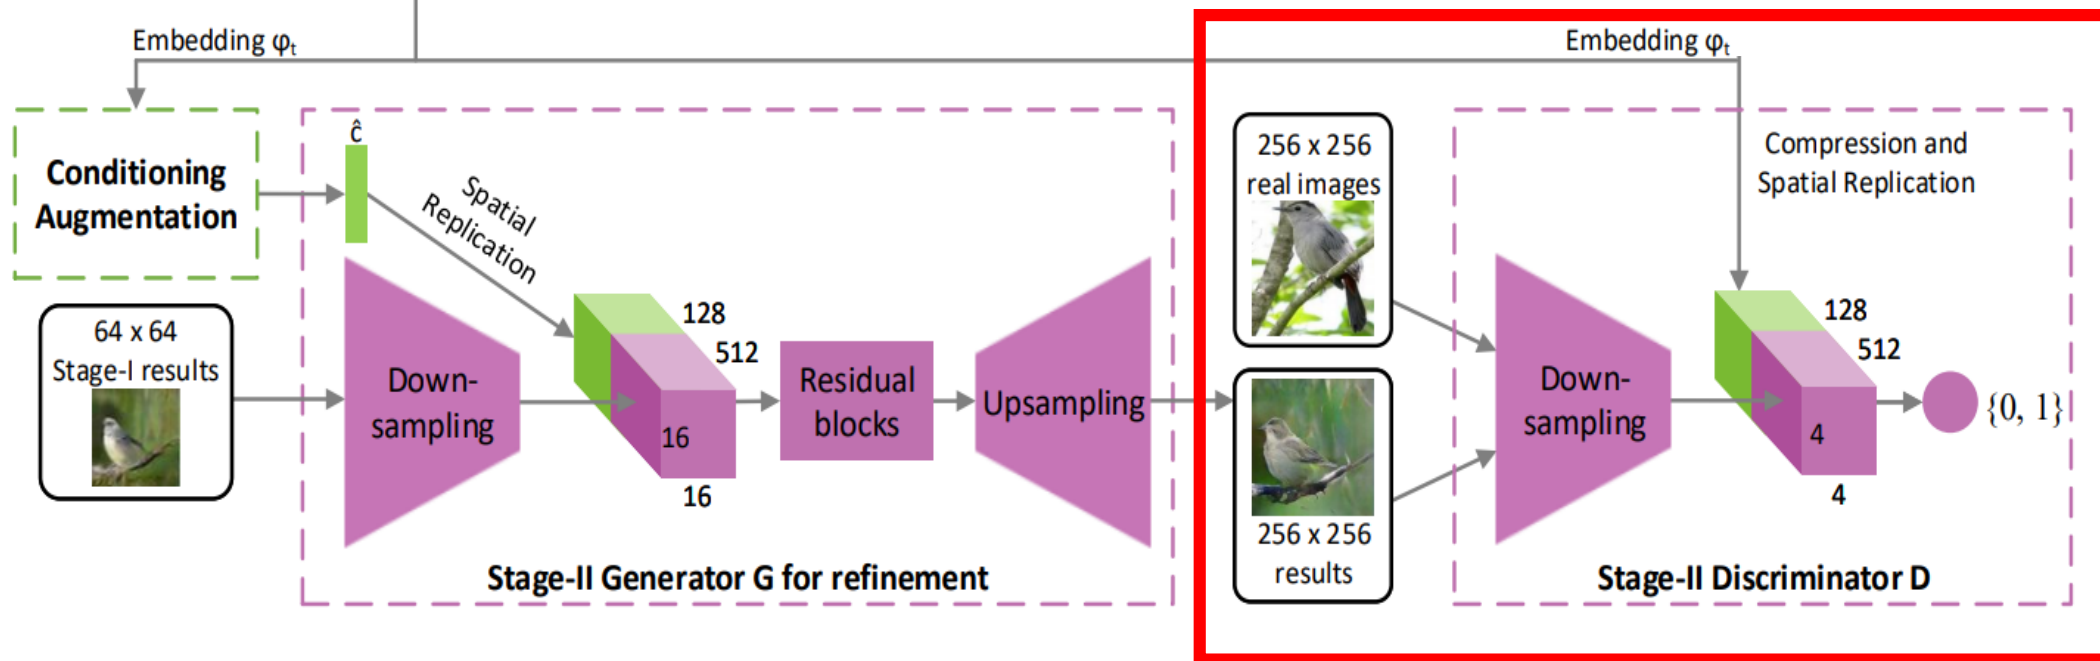 Embedding φt
Embedding φt
Conditioning
Augmentation
ĉ
Spatial
Replication
64 x 64
Stage-I results
Down-
sampling
128
512
16
16
Residual
blocks
Upsampling
Stage-II Generator G for refinement
256 x 256
real images
256 x 256
results
Compression and
Spatial Replication
Down-
sampling
128
512
4
4
{0, 1}
Stage-II Discriminator D